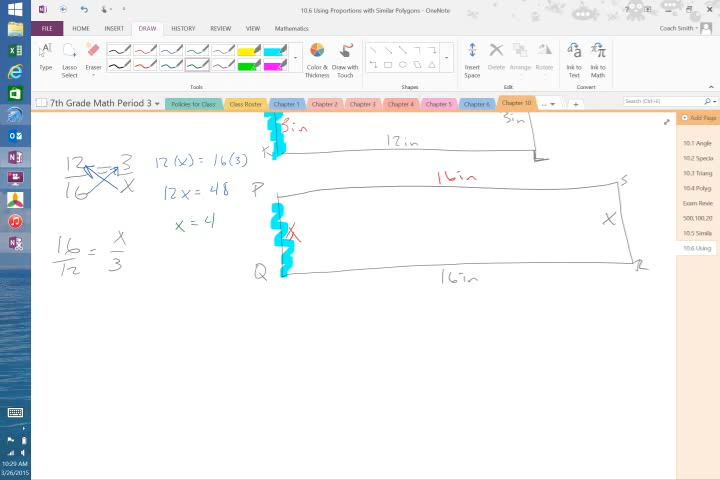 10.6 Using Proportions with Similar Polygons - OneNote
FILE HOME INSERT DRAW HISTORY REVIEW VIEW Mathematics
Coach Smith
Type
Lasso Select
Eraser
Color & Thickness
Draw with Touch
Insert Space
Delete
Arrange
Rotate
Ink to Text
Ink to Math
Tools
Shapes
Edit
Convert
7th Grade Math Period 3
Policies for Class
Class Roster
Chapter 1
Chapter 2
Chapter 3
Chapter 4
Chapter 5
Chapter 6
Chapter 10
Search (Ctrl+E)
Add Page
10.1 Angle
10.2 Specia
10.3 Triang
10.4 Polyg
Exam Revie
500,100,20
10.5 Simila
10.6 Using
3in
3in
K
12in
L
12/16 = 3/x
12(x) = 16(3)
12x = 48
x = 4
16/12 = x/3
P
16in
S
x
x
Q
16in
R
10:29 AM
3/26/2015